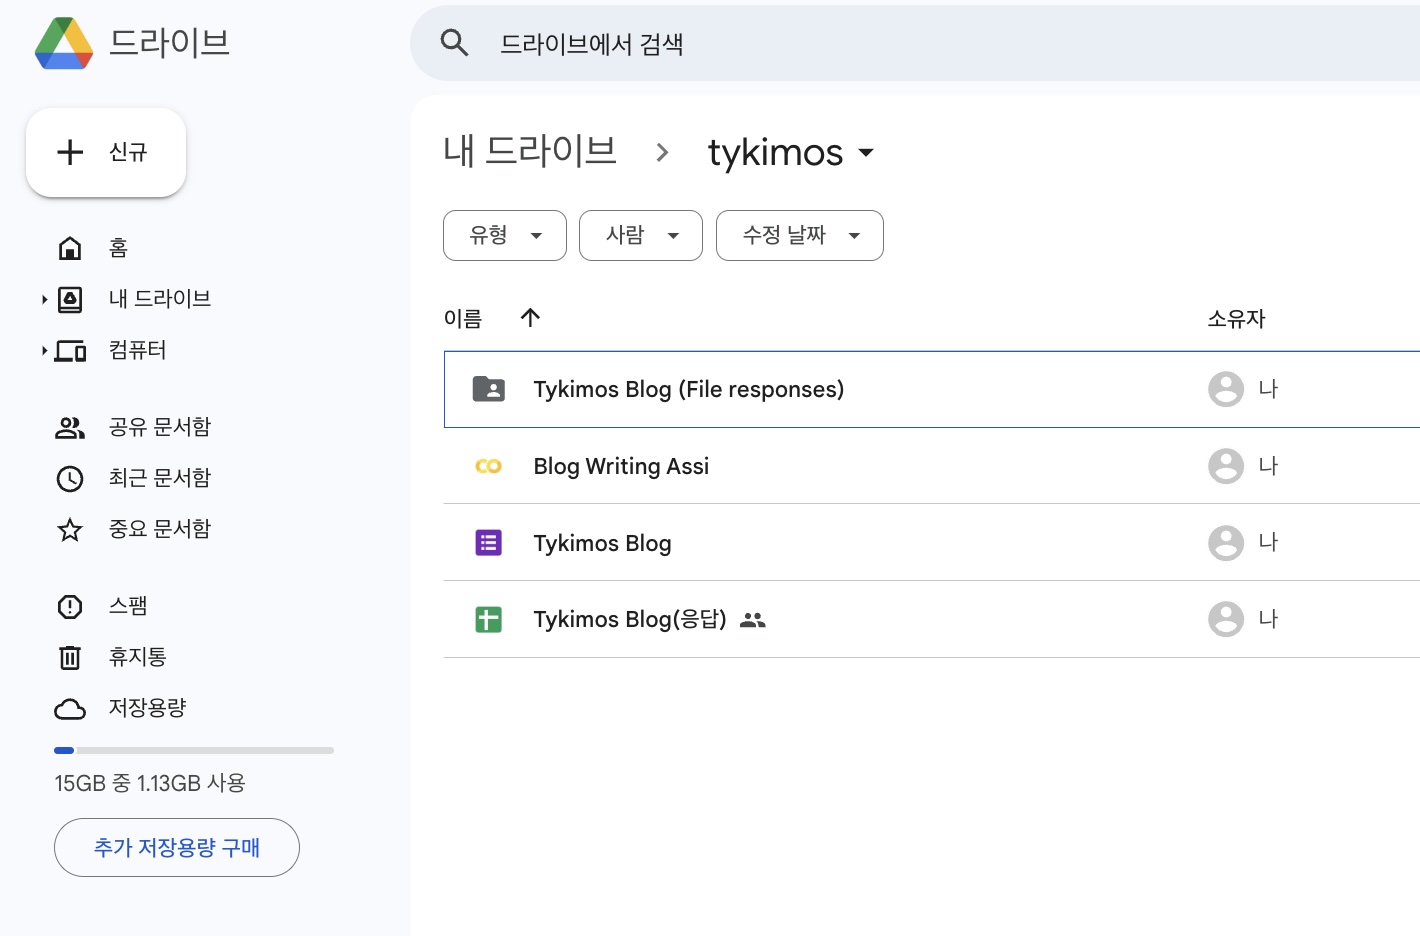 드라이브
드라이브에서 검색
신규
홈
내 드라이브
컴퓨터
공유 문서함
최근 문서함
중요 문서함
스팸
휴지통
저장용량
15GB 중 1.13GB 사용
추가 저장용량 구매
내 드라이브 > tykimos
유형 사람 수정 날짜
이름 소유자
Tykimos Blog (File responses) 나
Blog Writing Assi 나
Tykimos Blog 나
Tykimos Blog(응답) 나